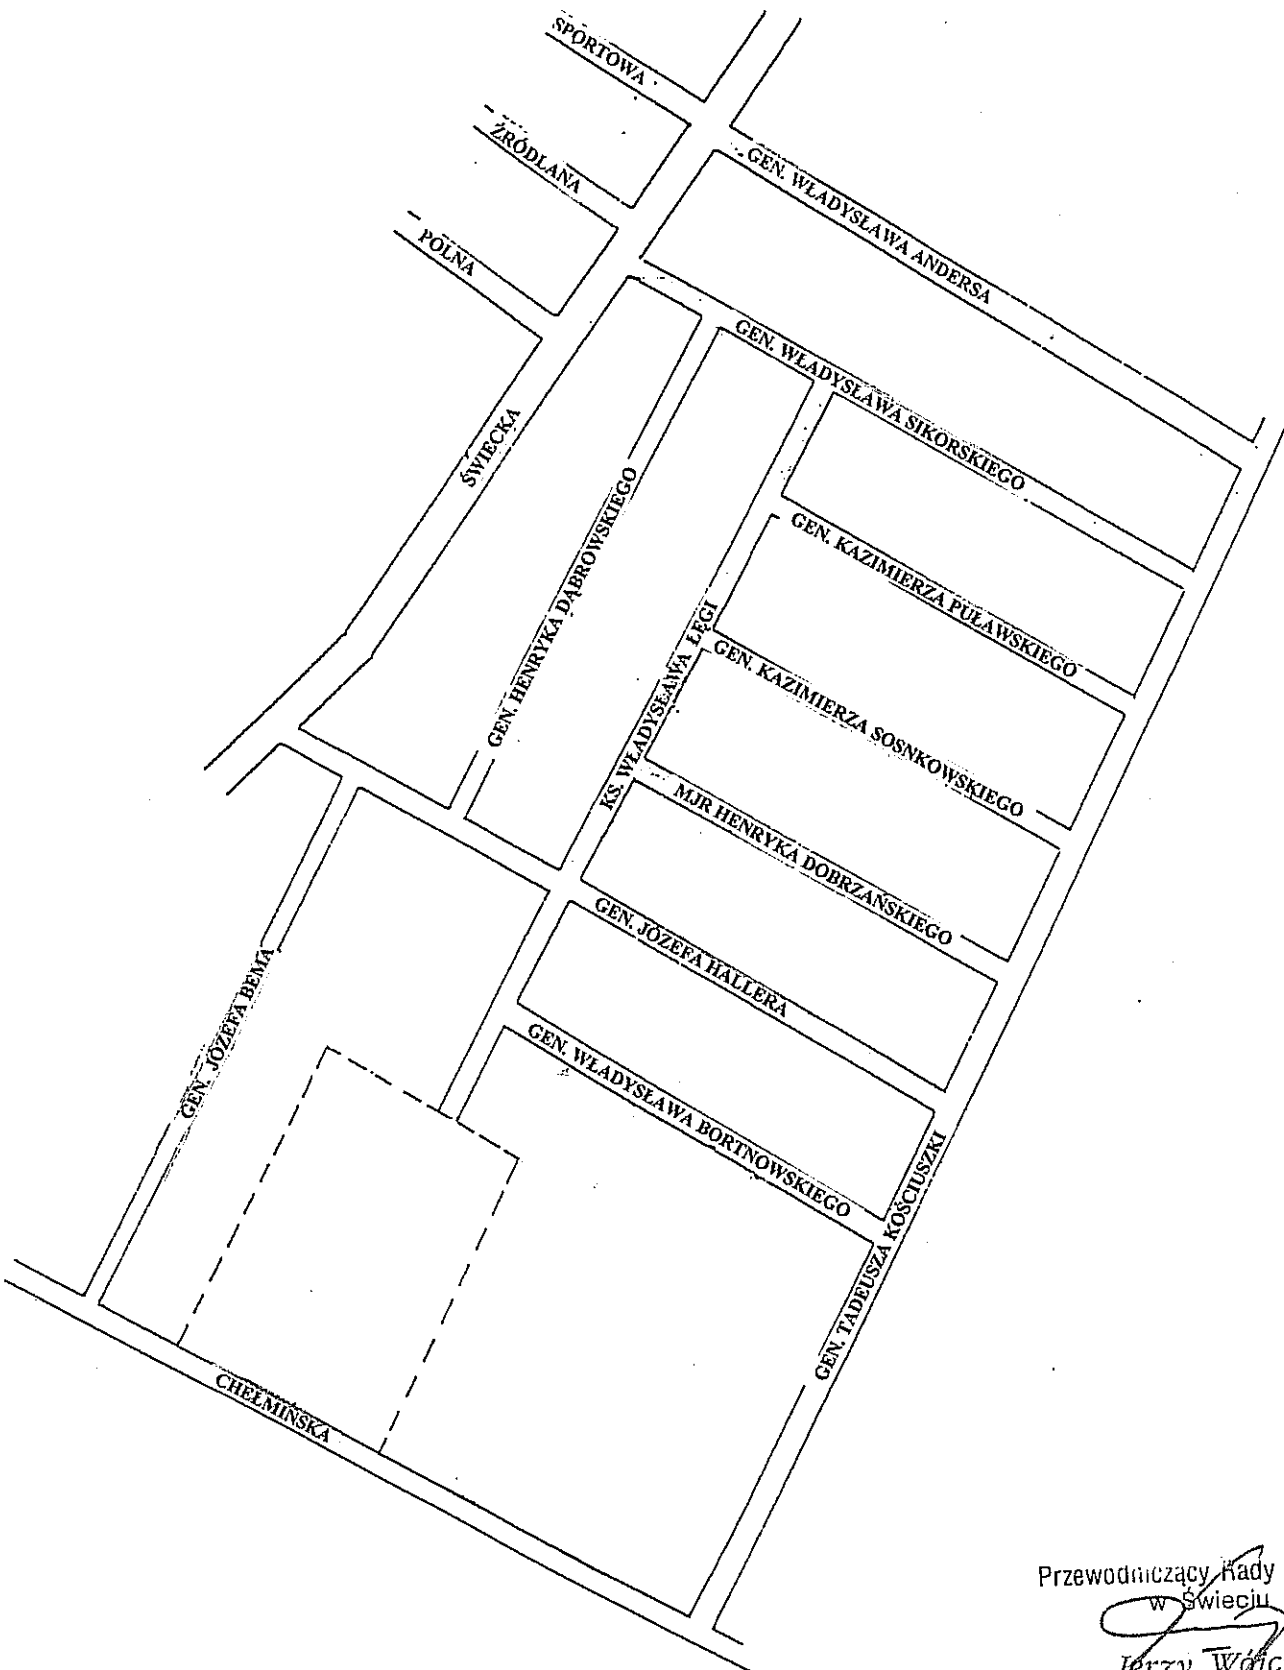 SPORTOWA
ŹRÓDLANA
POLNA
GEN. WŁADYSŁAWA ANDERSA
GEN. WŁADYSŁAWA SIKORSKIEGO
ŚWIECKA
GEN. HENRYKA DĄBROWSKIEGO
GEN. KAZIMIERZA PUŁAWSKIEGO
KS. WŁADYSŁAWA ŁĘGI
GEN. KAZIMIERZA SOSNKOWSKIEGO
MJR HENRYKA DOBRZAŃSKIEGO
GEN. JÓZEFA HALLERA
GEN. JÓZEFA BEMA
GEN. WŁADYSŁAWA BORTNOWSKIEGO
GEN. TADEUSZA KOŚCIUSZKI
CHEŁMIŃSKA
Przewodniczący Rady
w Świeciu
Jerzy Wójc